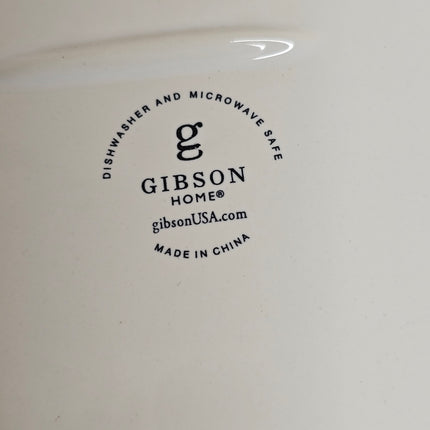 DISHWASHER AND MICROWAVE SAFE
g
GIBSON
HOME®
gibsonUSA.com
MADE IN CHINA